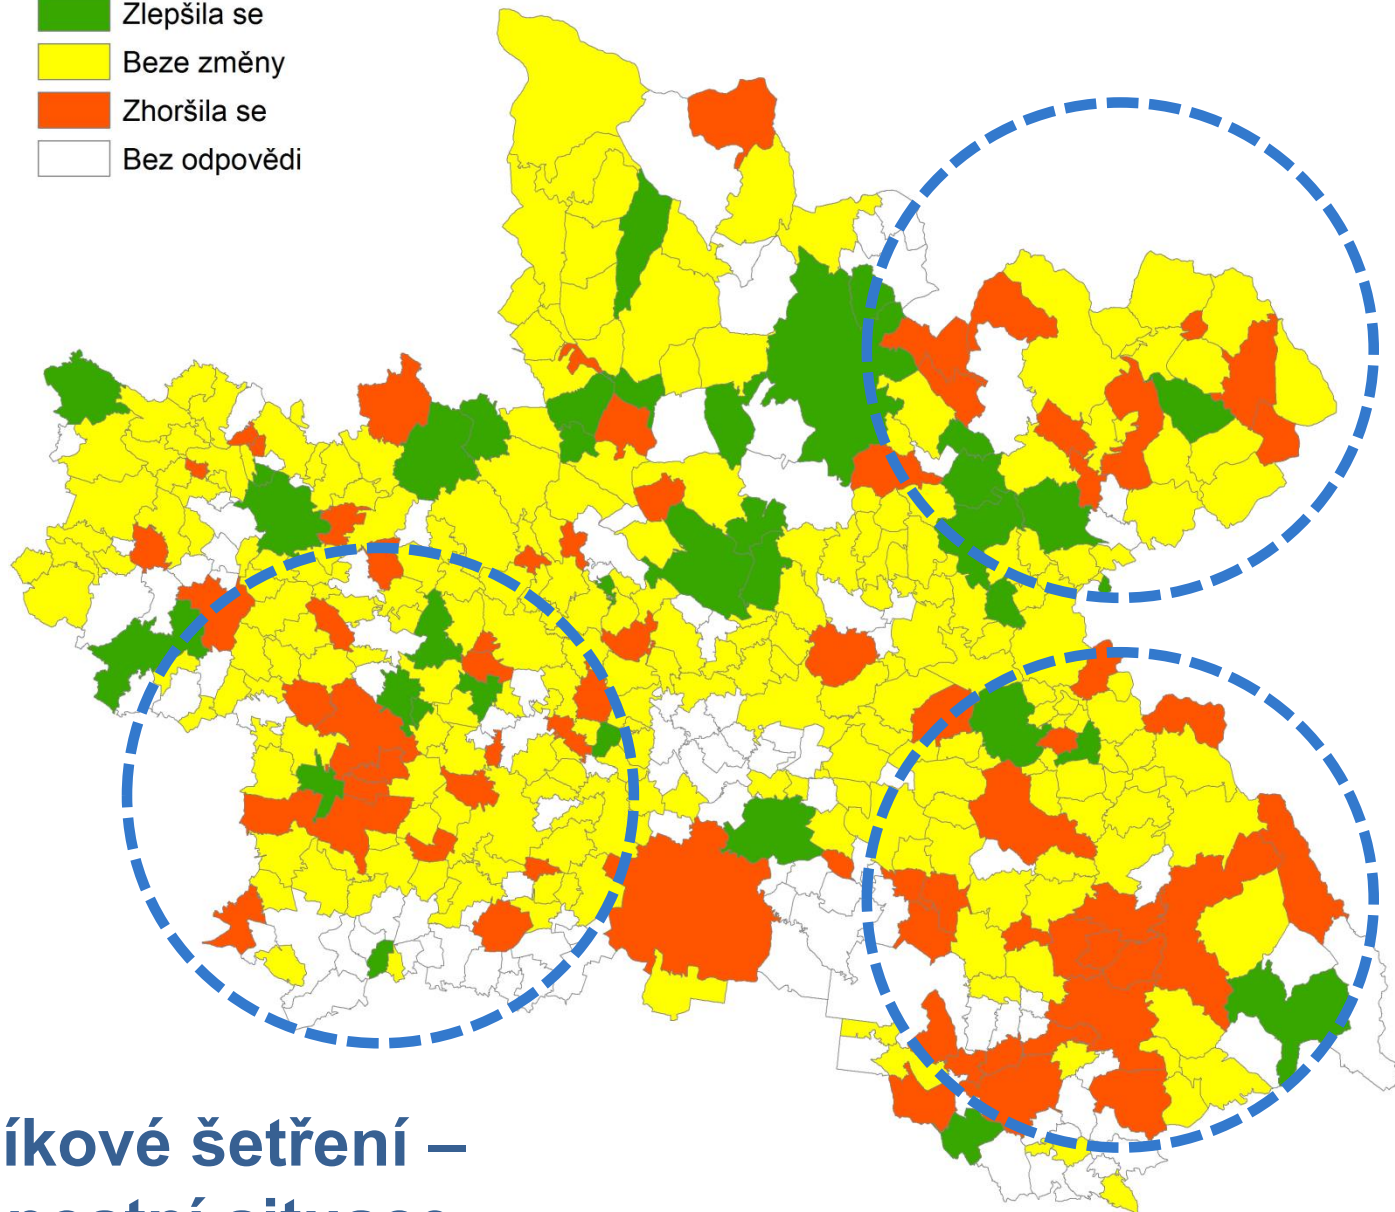 Zlepšila se
Beze změny
Zhoršila se
Bez odpovědi
íkové šetření –